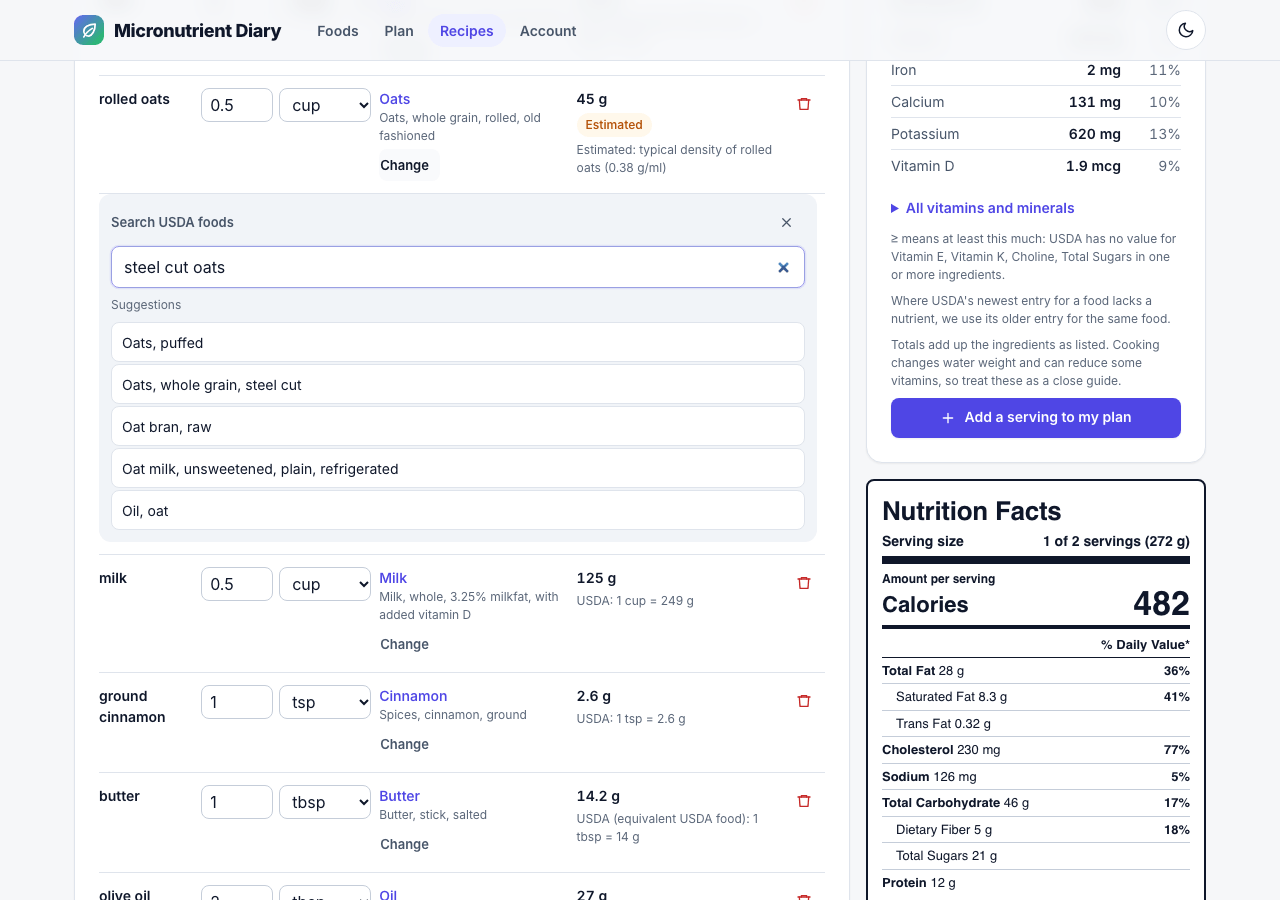 Micronutrient Diary
Foods
Plan
Recipes
Account
rolled oats
0.5
cup
Oats
Oats, whole grain, rolled, old
fashioned
Change
45 g
Estimated
Estimated: typical density of rolled
oats (0.38 g/ml)
Search USDA foods
steel cut oats
Suggestions
Oats, puffed
Oats, whole grain, steel cut
Oat bran, raw
Oat milk, unsweetened, plain, refrigerated
Oil, oat
milk
0.5
cup
Milk
Milk, whole, 3.25% milkfat, with
added vitamin D
Change
125 g
USDA: 1 cup = 249 g
ground
cinnamon
1
tsp
Cinnamon
Spices, cinnamon, ground
Change
2.6 g
USDA: 1 tsp = 2.6 g
butter
1
tbsp
Butter
Butter, stick, salted
Change
14.2 g
USDA (equivalent USDA food): 1
tbsp = 14 g
olive oil
Oil
27 g
Iron 2 mg 11%
Calcium 131 mg 10%
Potassium 620 mg 13%
Vitamin D 1.9 mcg 9%
All vitamins and minerals
≥ means at least this much: USDA has no value for
Vitamin E, Vitamin K, Choline, Total Sugars in one
or more ingredients.
Where USDA's newest entry for a food lacks a
nutrient, we use its older entry for the same food.
Totals add up the ingredients as listed. Cooking
changes water weight and can reduce some
vitamins, so treat these as a close guide.
Add a serving to my plan
Nutrition Facts
Serving size 1 of 2 servings (272 g)
Amount per serving
Calories 482
% Daily Value*
Total Fat 28 g 36%
Saturated Fat 8.3 g 41%
Trans Fat 0.32 g
Cholesterol 230 mg 77%
Sodium 126 mg 5%
Total Carbohydrate 46 g 17%
Dietary Fiber 5 g 18%
Total Sugars 21 g
Protein 12 g